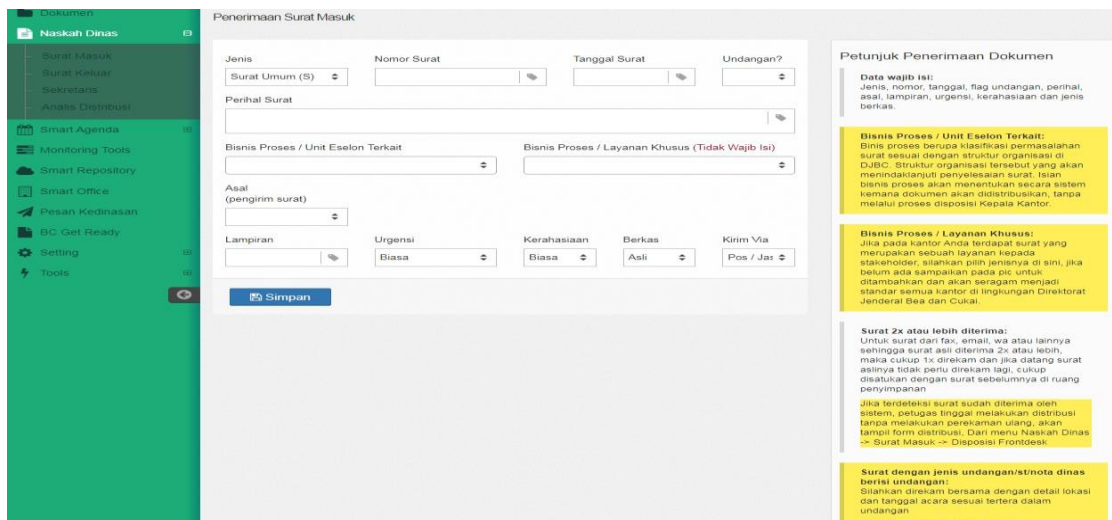 Dokumen
Naskah Dinas
Surat Masuk
Surat Keluar
Sekretaris
Analis Distribusi
Smart Agenda
Monitoring Tools
Smart Repository
Smart Office
Pesan Kedinasan
BC Get Ready
Setting
Tools
Penerimaan Surat Masuk
Jenis
Nomor Surat
Tanggal Surat
Undangan?
Surat Umum (S)
Perihal Surat
Bisnis Proses / Unit Eselon Terkait
Bisnis Proses / Layanan Khusus (Tidak Wajib Isi)
Asal
(pengirim surat)
Lampiran
Urgensi
Kerahasiaan
Berkas
Kirim Via
Biasa
Biasa
Asli
Pos / Jas
Simpan
Petunjuk Penerimaan Dokumen
Data wajib isi:
Jenis, nomor, tanggal, flag undangan, perihal,
asal, lampiran, urgensi, kerahasiaan dan jenis
berkas.
Bisnis Proses / Unit Eselon Terkait:
Binis proses berupa klasifikasi permasalahan
surat sesuai dengan struktur organisasi di
DJBC. Struktur organisasi tersebut yang akan
menindaklanjuti penyelesaian surat. Isian
bisnis proses akan menentukan secara sistem
kemana dokumen akan didistribusikan, tanpa
melalui proses disposisi Kepala Kantor.
Bisnis Proses / Layanan Khusus:
Jika pada kantor Anda terdapat surat yang
merupakan sebuah layanan kepada
stakeholder, silahkan pilih jenisnya di sini, jika
belum ada sampaikan pada pic untuk
ditambahkan dan akan seragam menjadi
standar semua kantor di lingkungan Direktorat
Jenderal Bea dan Cukai.
Surat 2x atau lebih diterima:
Untuk surat dari fax, email, wa atau lainnya
sehingga surat asli diterima 2x atau lebih,
maka cukup 1x direkam dan jika datang surat
aslinya tidak perlu direkam lagi, cukup
disatukan dengan surat sebelumnya di ruang
penyimpanan
Jika terdeteksi surat sudah diterima oleh
sistem, petugas tinggal melakukan distribusi
tanpa melakukan perekaman ulang, akan
tampil form distribusi, Dari menu Naskah Dinas
-> Surat Masuk -> Disposisi Frontdesk
Surat dengan jenis undangan/st/nota dinas
berisi undangan:
Silahkan direkam bersama dengan detail lokasi
dan tanggal acara sesuai tertera dalam
undangan